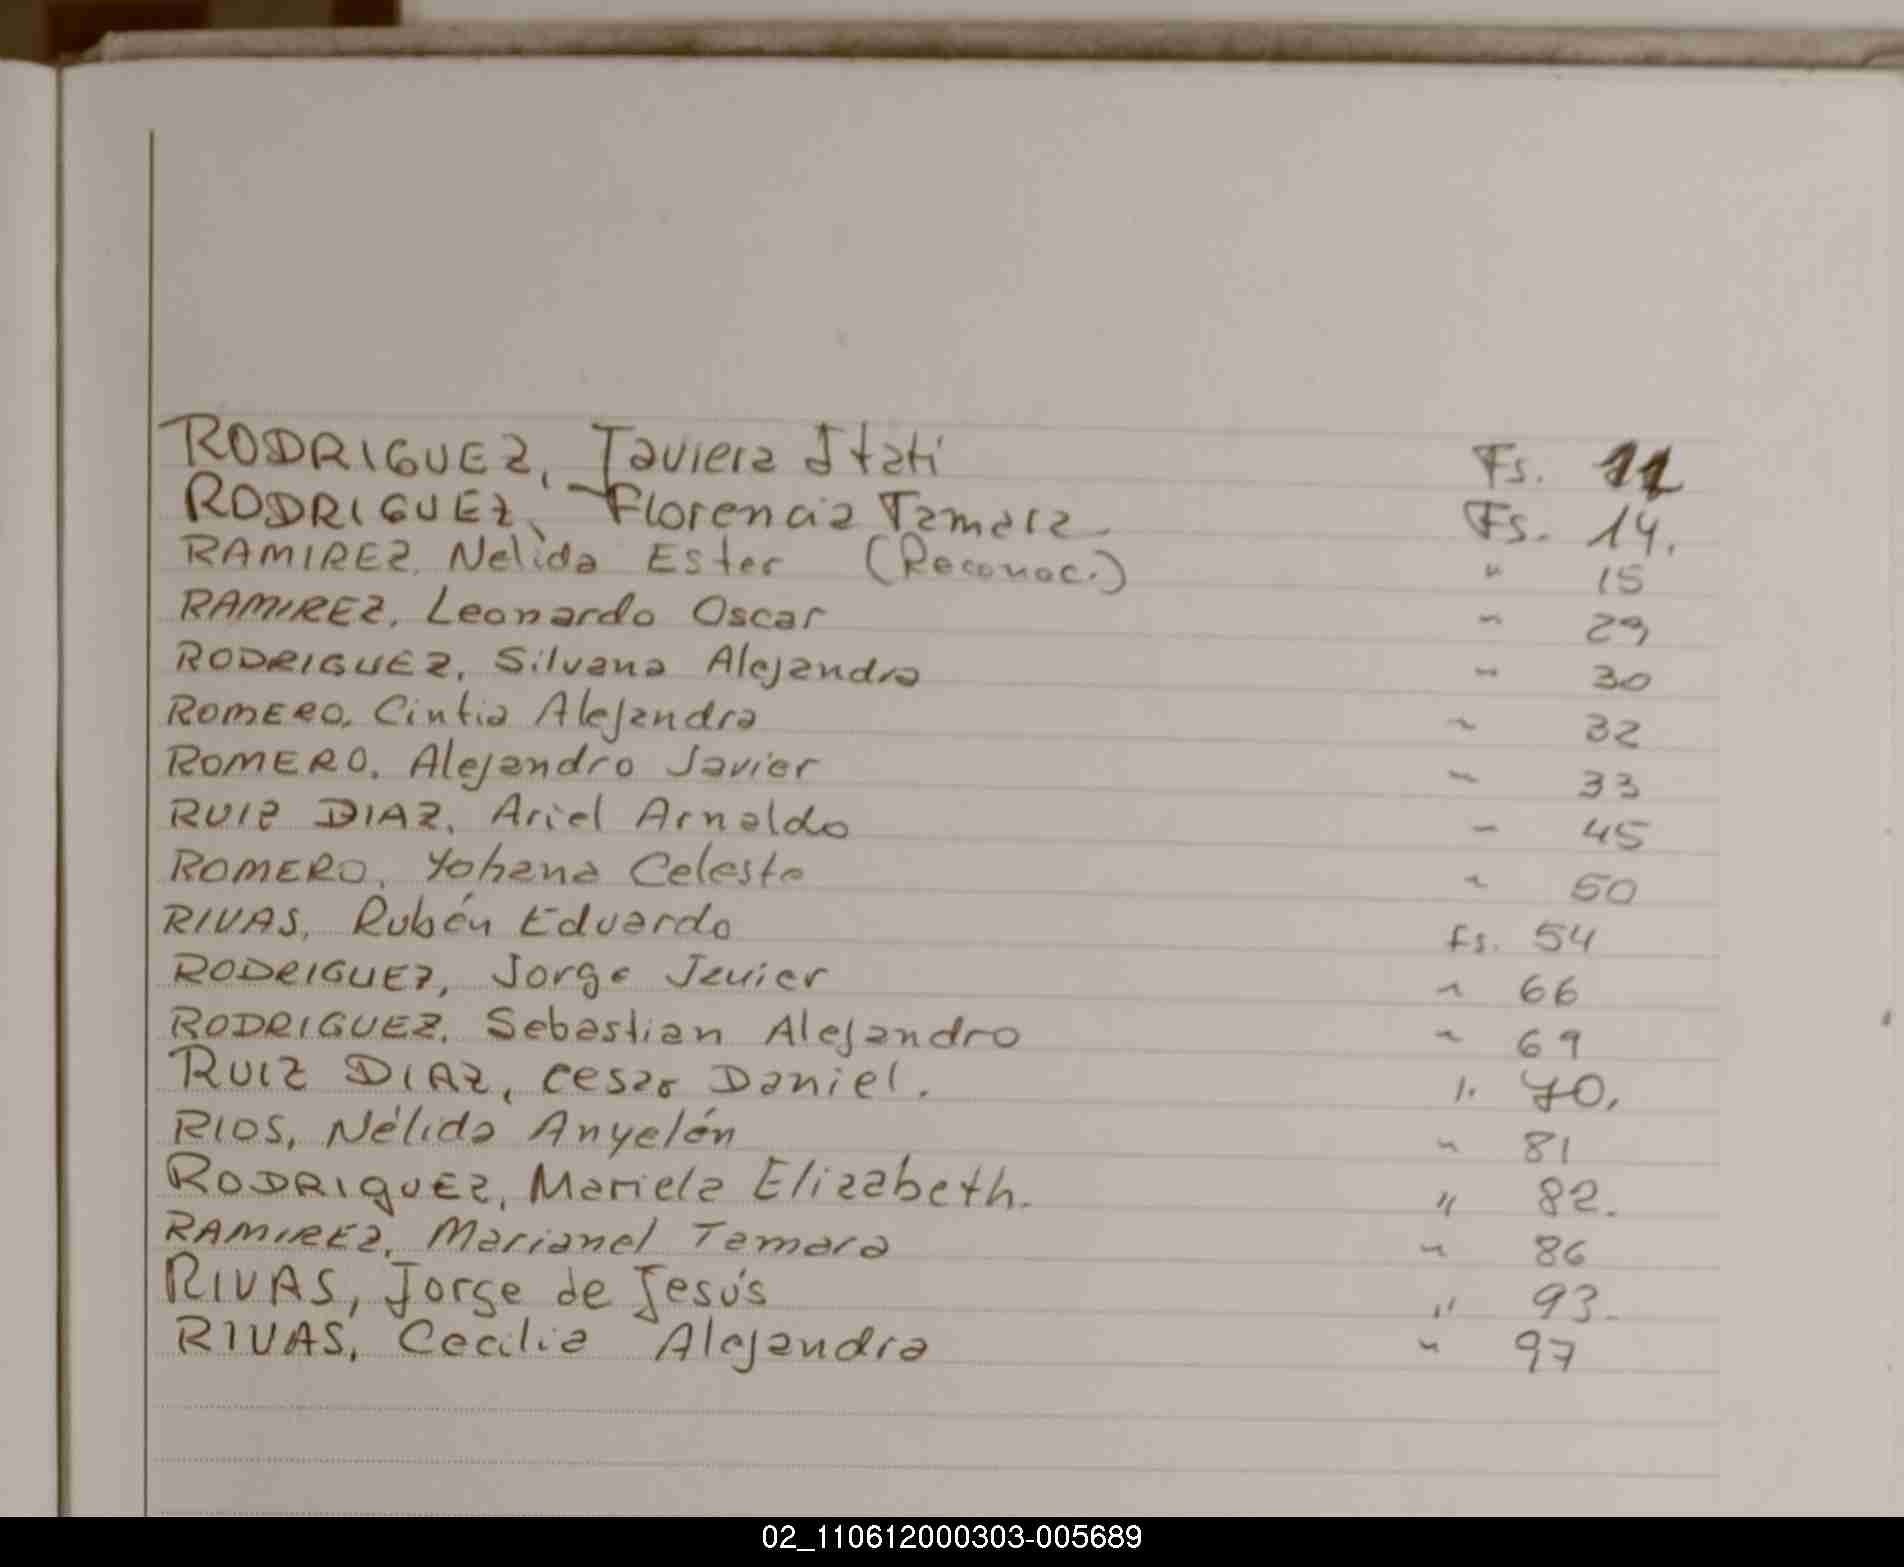 RODRIGUEZ, Javiera Itati Fs. 11
RODRIGUEZ, Florencia Tamara Fs. 14.
RAMIREZ, Nelida Ester (Reconoc.) " 15
RAMIREZ, Leonardo Oscar " 29
RODRIGUEZ, Silvana Alejandra " 30
ROMERO, Cintia Alejandra " 32
ROMERO, Alejandro Javier " 33
RUIZ DIAZ, Ariel Arnaldo " 45
ROMERO, Yohana Celeste " 50
RIVAS, Rubén Eduardo Fs. 54
RODRIGUEZ, Jorge Javier " 66
RODRIGUEZ, Sebastian Alejandro " 69
RUIZ DIAZ, Cesar Daniel. " 70.
RIOS, Nélida Anyelén " 81
RODRIGUEZ, Mariela Elizabeth. " 82.
RAMIREZ, Marianel Tamara " 86
RIVAS, Jorge de Jesús " 93.
RIVAS, Cecilia Alejandra " 97
02_110612000303-005689